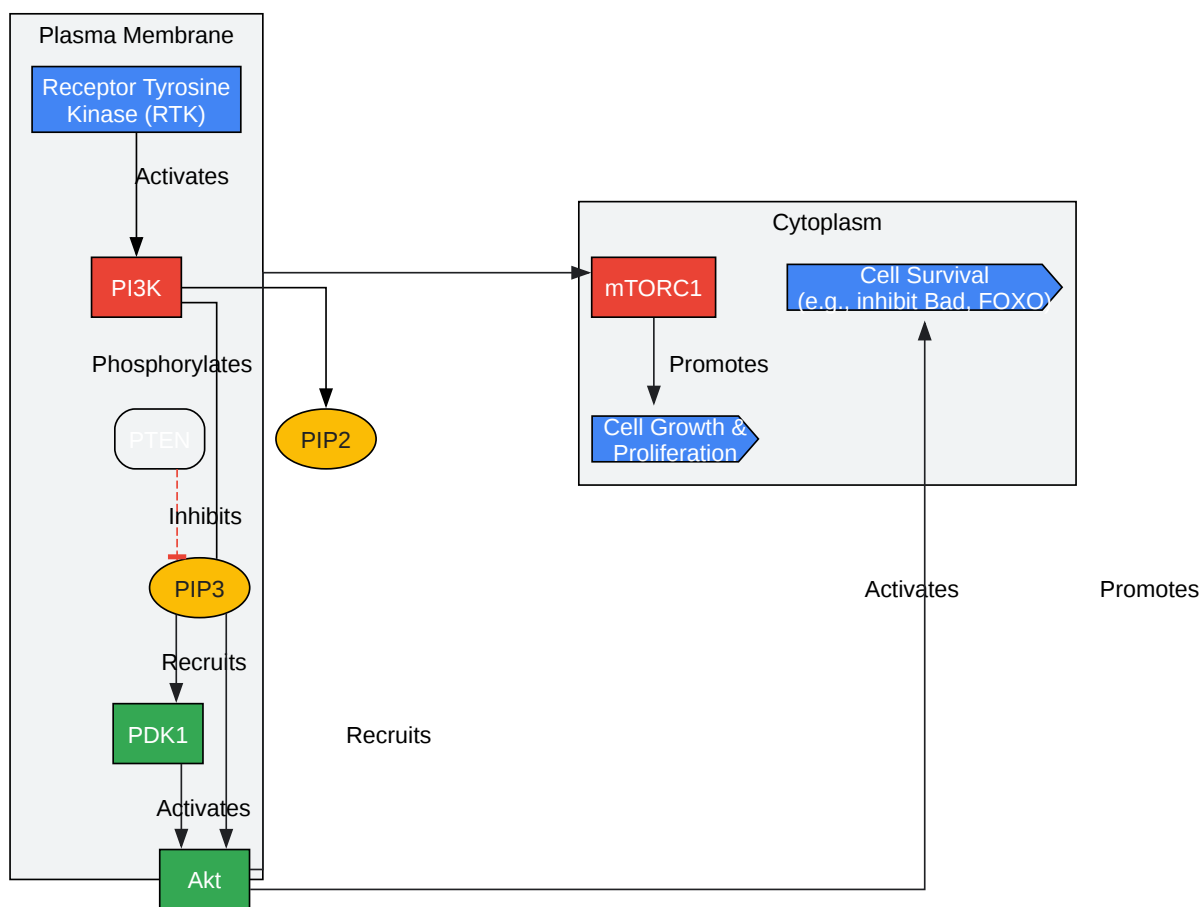 Plasma Membrane
Receptor Tyrosine
Kinase (RTK)
Activates
PI3K
Phosphorylates
PTEN
PIP2
Inhibits
PIP3
Recruits
PDK1
Recruits
Activates
Akt
Cytoplasm
mTORC1
Cell Survival
(e.g., inhibit Bad, FOXO)
Promotes
Cell Growth &
Proliferation
Activates
Promotes